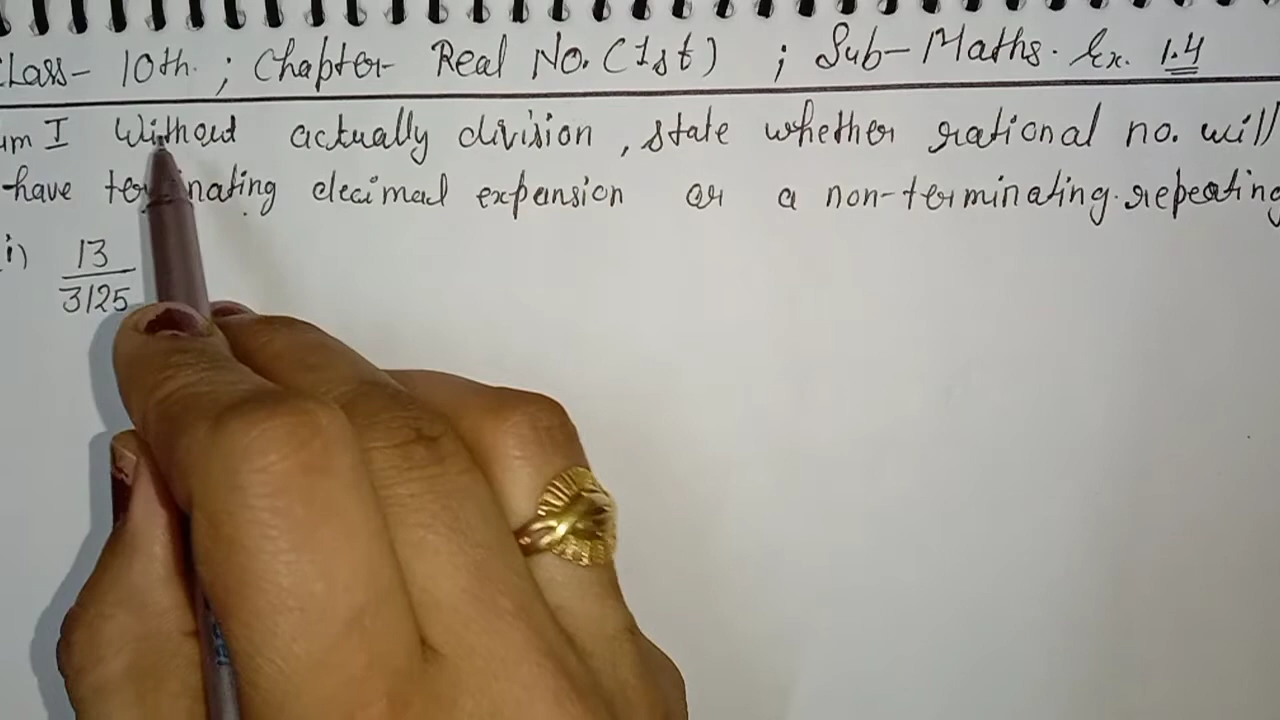 Class- 10th. ; Chapter- Real No. (1st) ; Sub- Maths. Ex. 1.4
um I Without actually division, state whether rational no. will
have terminating decimal expansion or a non-terminating.repeating
i) 13/3125